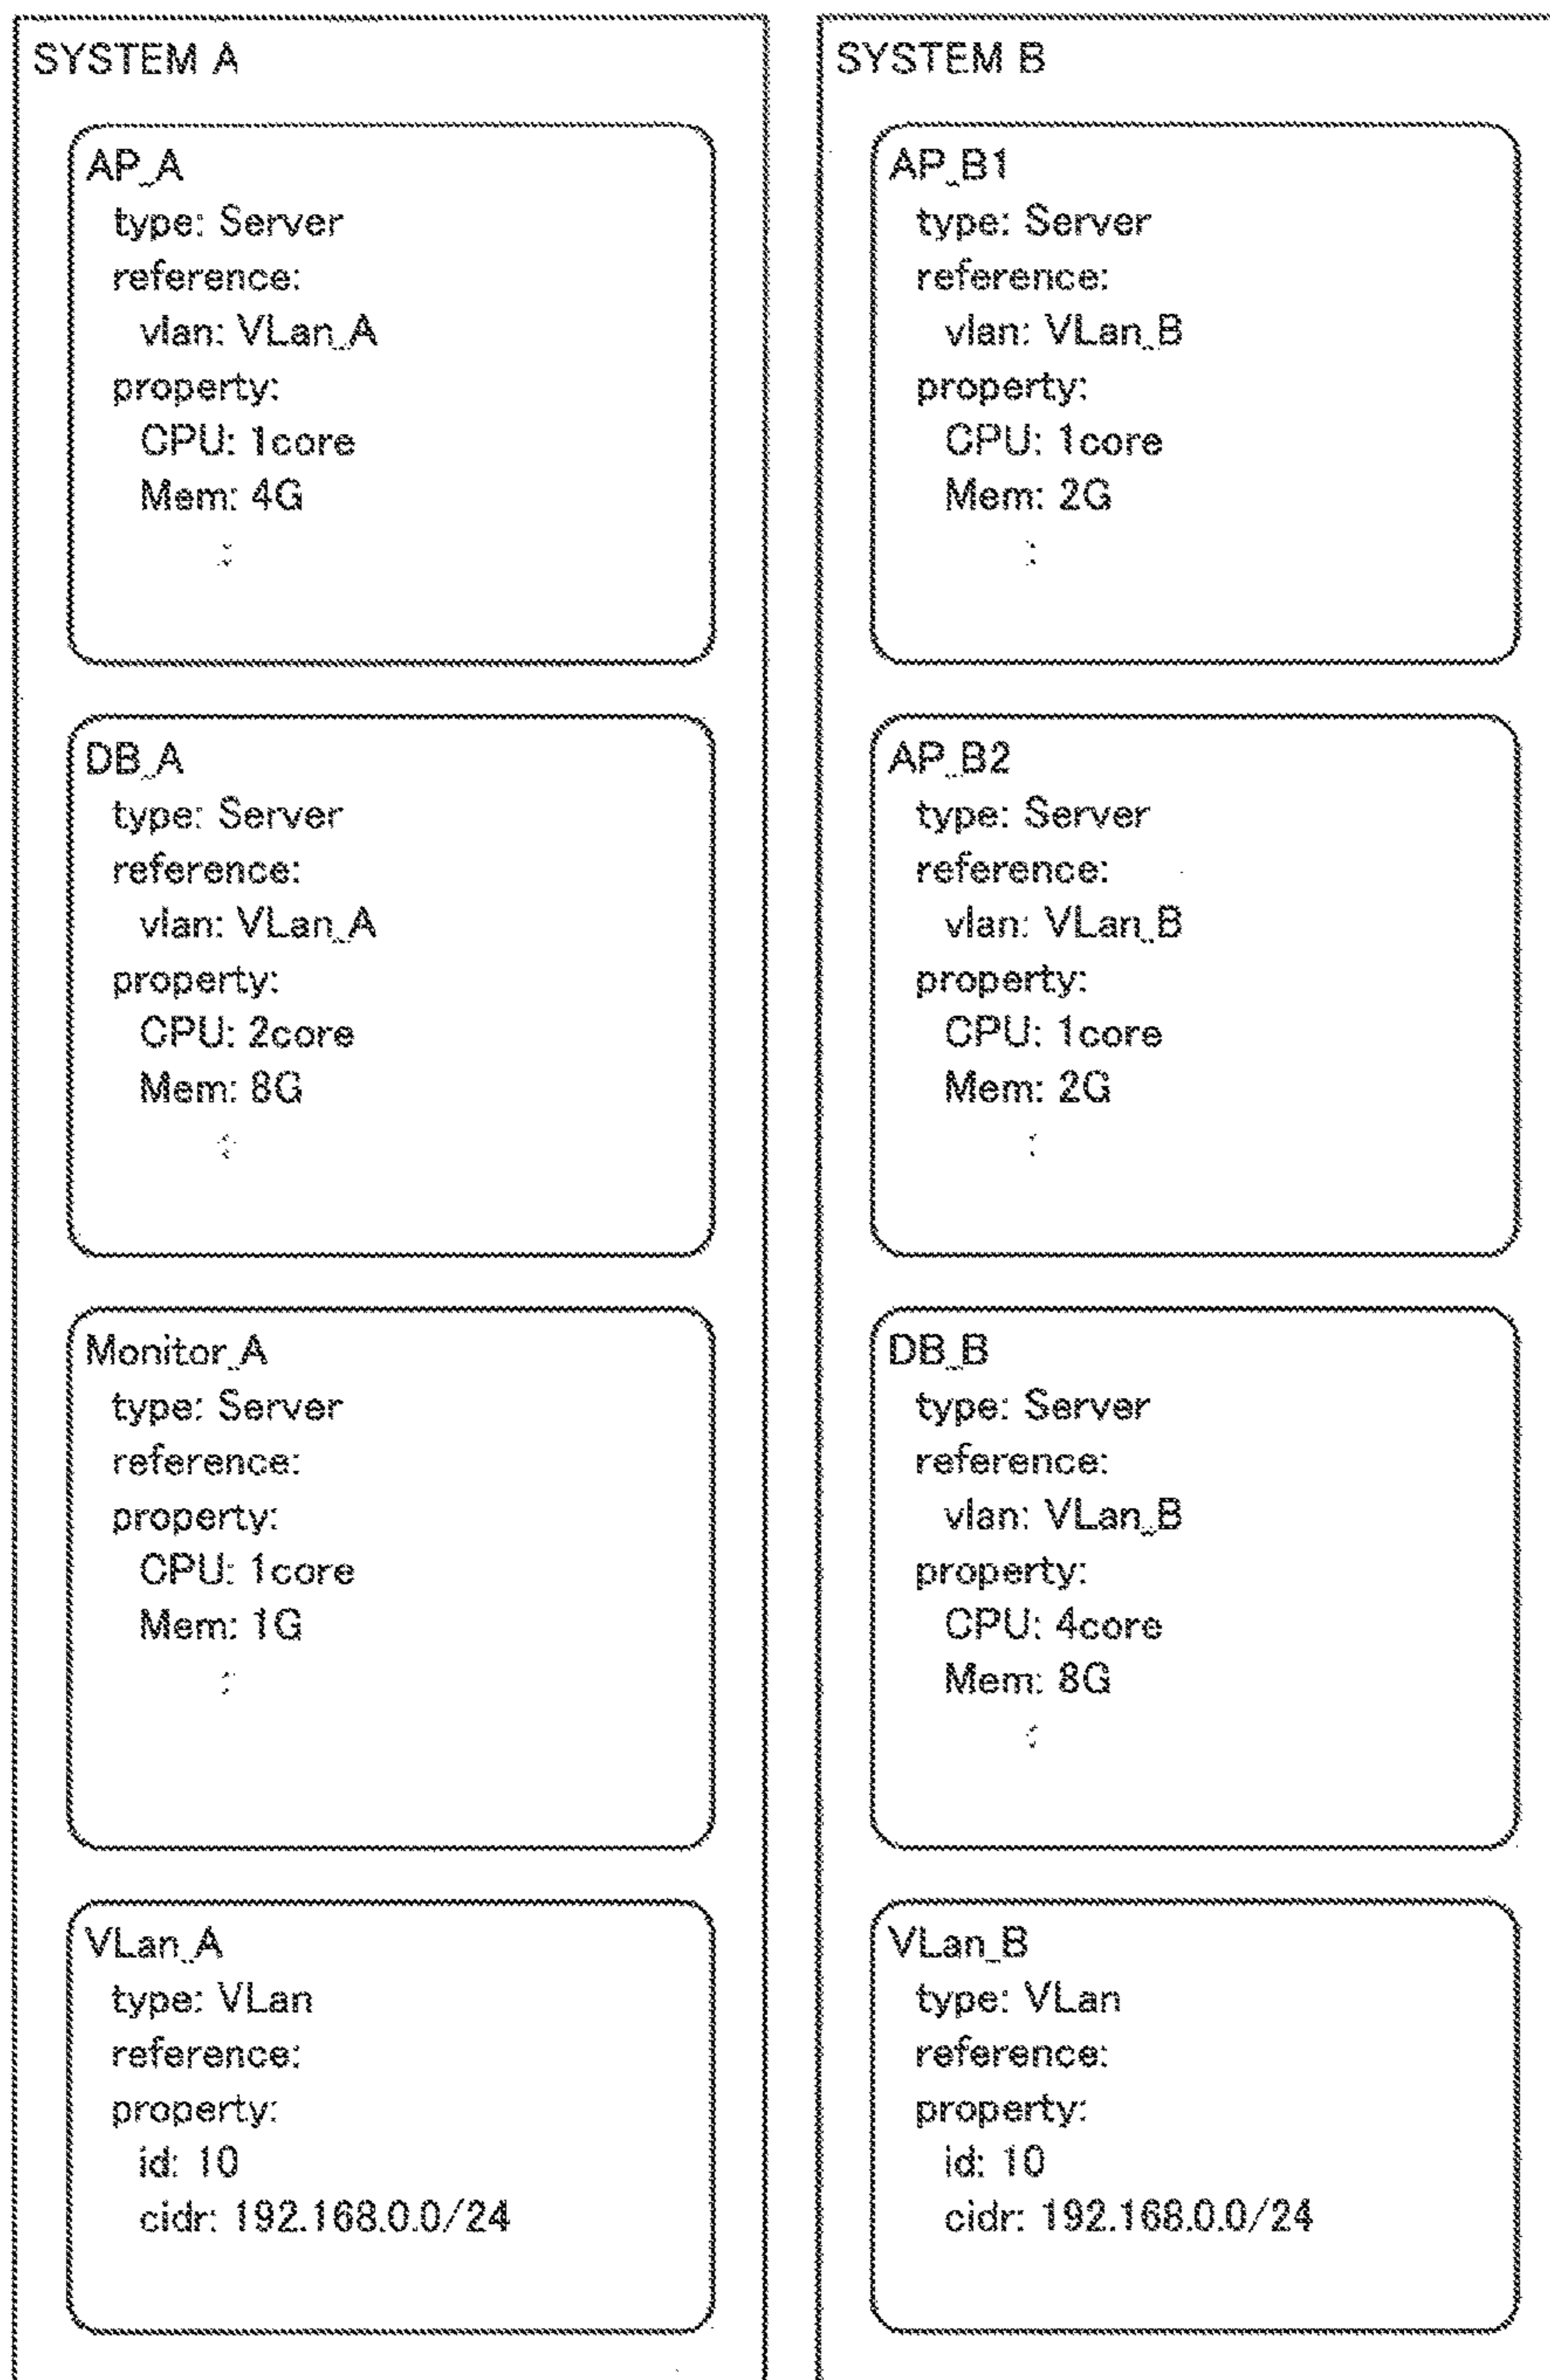 SYSTEM A
AP_A
type: Server
reference:
vlan: VLan_A
property:
CPU: 1core
Mem: 4G
:
DB_A
type: Server
reference:
vlan: VLan_A
property:
CPU: 2core
Mem: 8G
:
Monitor_A
type: Server
reference:
property:
CPU: 1core
Mem: 1G
:
VLan_A
type: VLan
reference:
property:
id: 10
cidr: 192.168.0.0/24
SYSTEM B
AP_B1
type: Server
reference:
vlan: VLan_B
property:
CPU: 1core
Mem: 2G
:
AP_B2
type: Server
reference:
vlan: VLan_B
property:
CPU: 1core
Mem: 2G
:
DB_B
type: Server
reference:
vlan: VLan_B
property:
CPU: 4core
Mem: 8G
:
VLan_B
type: VLan
reference:
property:
id: 10
cidr: 192.168.0.0/24